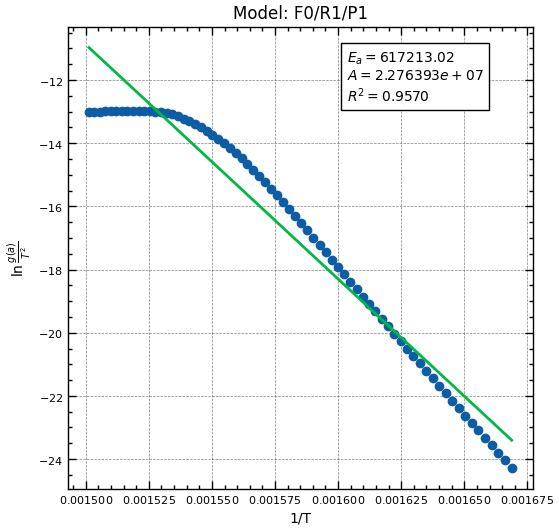 Model: F0/R1/P1
E_a = 617213.02
A = 2.276393e + 07
R² = 0.9570
ln g(a)/T²
−12
−14
−16
−18
−20
−22
−24
0.001500 0.001525 0.001550 0.001575 0.001600 0.001625 0.001650 0.001675
1/T